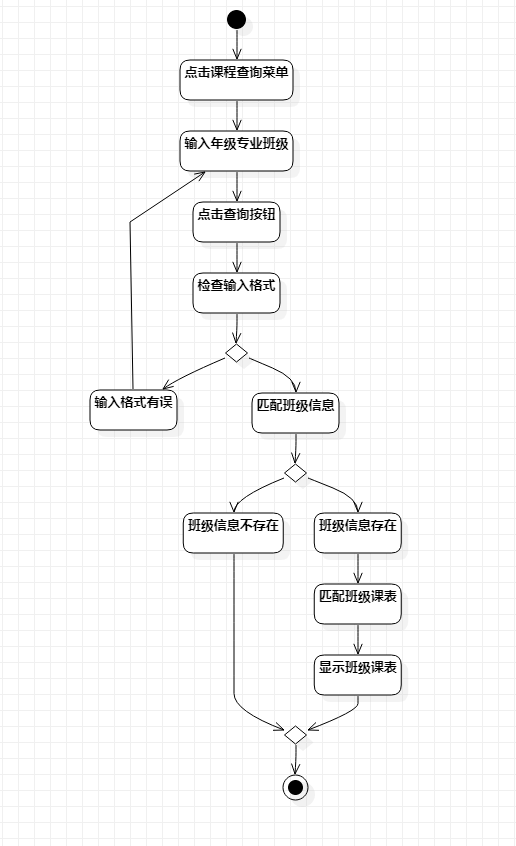 点击课程查询菜单
输入年级专业班级
点击查询按钮
检查输入格式
输入格式有误
匹配班级信息
班级信息不存在
班级信息存在
匹配班级课表
显示班级课表